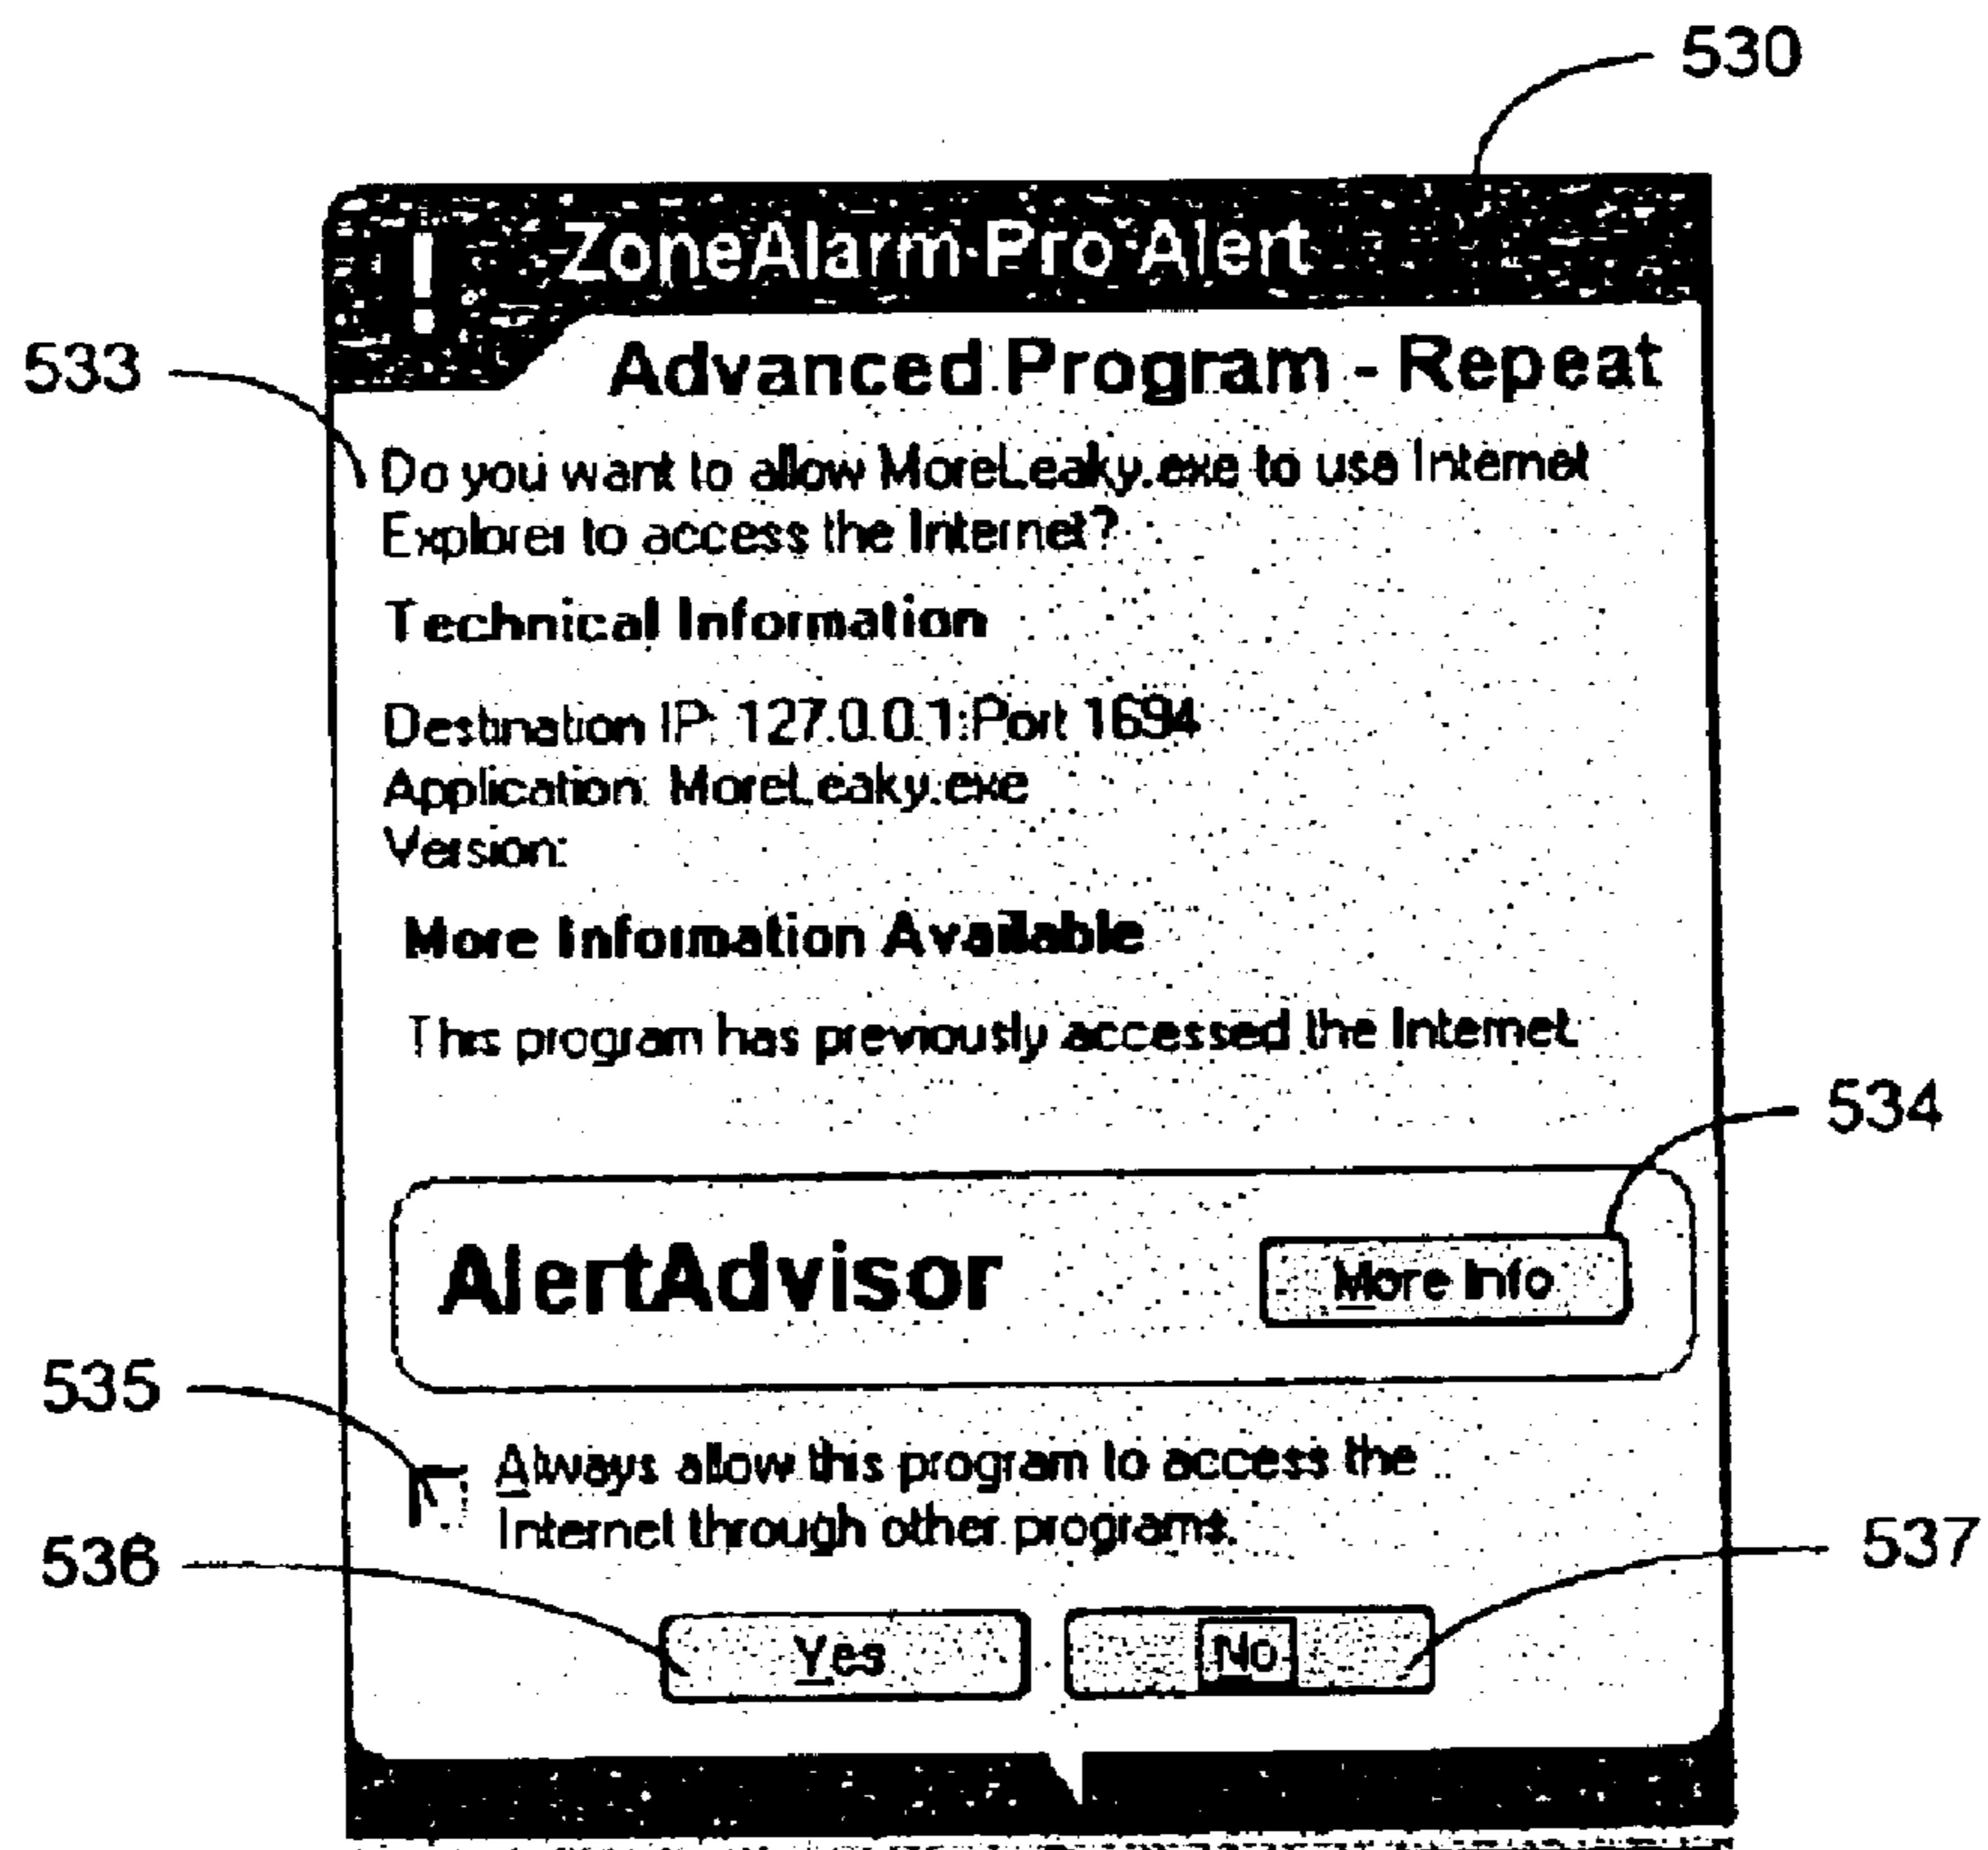 530
! ZoneAlarm Pro Alert
533
Advanced Program - Repeat
Do you want to allow MoreLeaky.exe to use Internet
Explorer to access the Internet?
Technical Information
Destination IP: 127.0.0.1:Port 1694
Application: MoreLeaky.exe
Version:
More Information Available
This program has previously accessed the Internet.
534
AlertAdvisor
More Info
535
Always allow this program to access the
Internet through other programs.
536
537
Yes
No